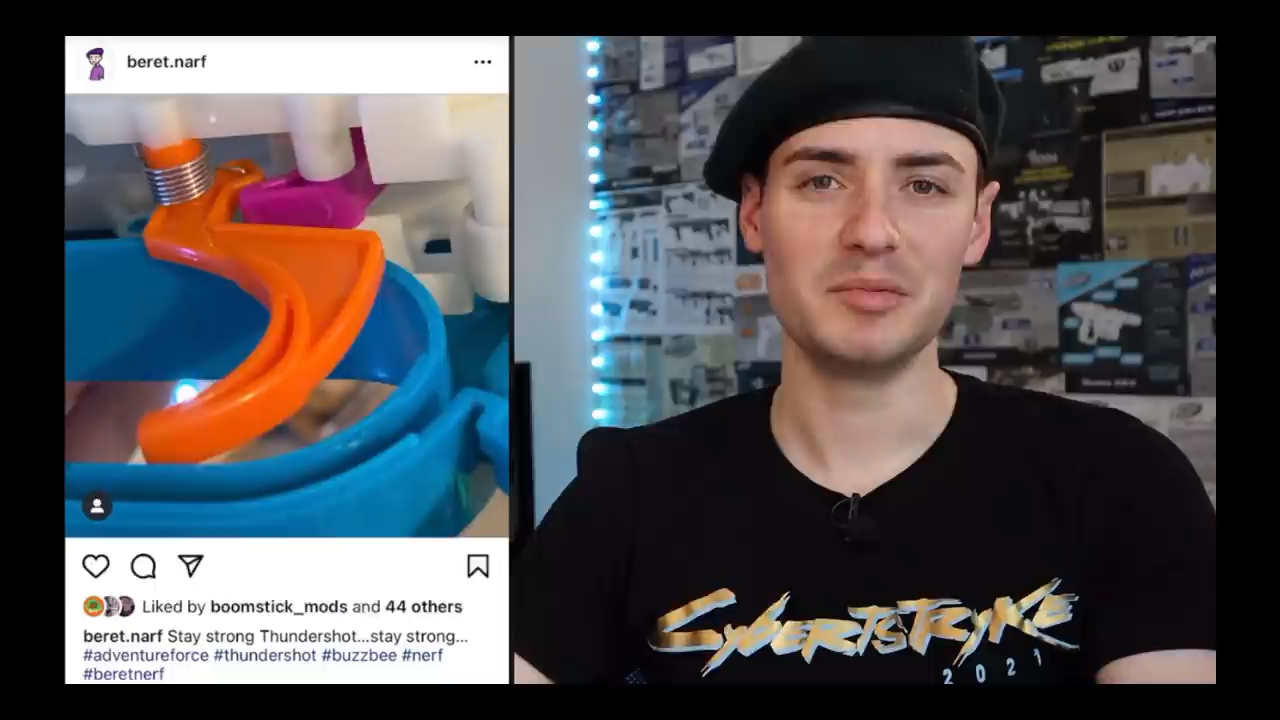 beret.narf
Liked by boomstick_mods and 44 others
beret.narf Stay strong Thundershot...stay strong...
#adventureforce #thundershot #buzzbee #nerf
#beretnerf
CYBERTSTRYKE
2021